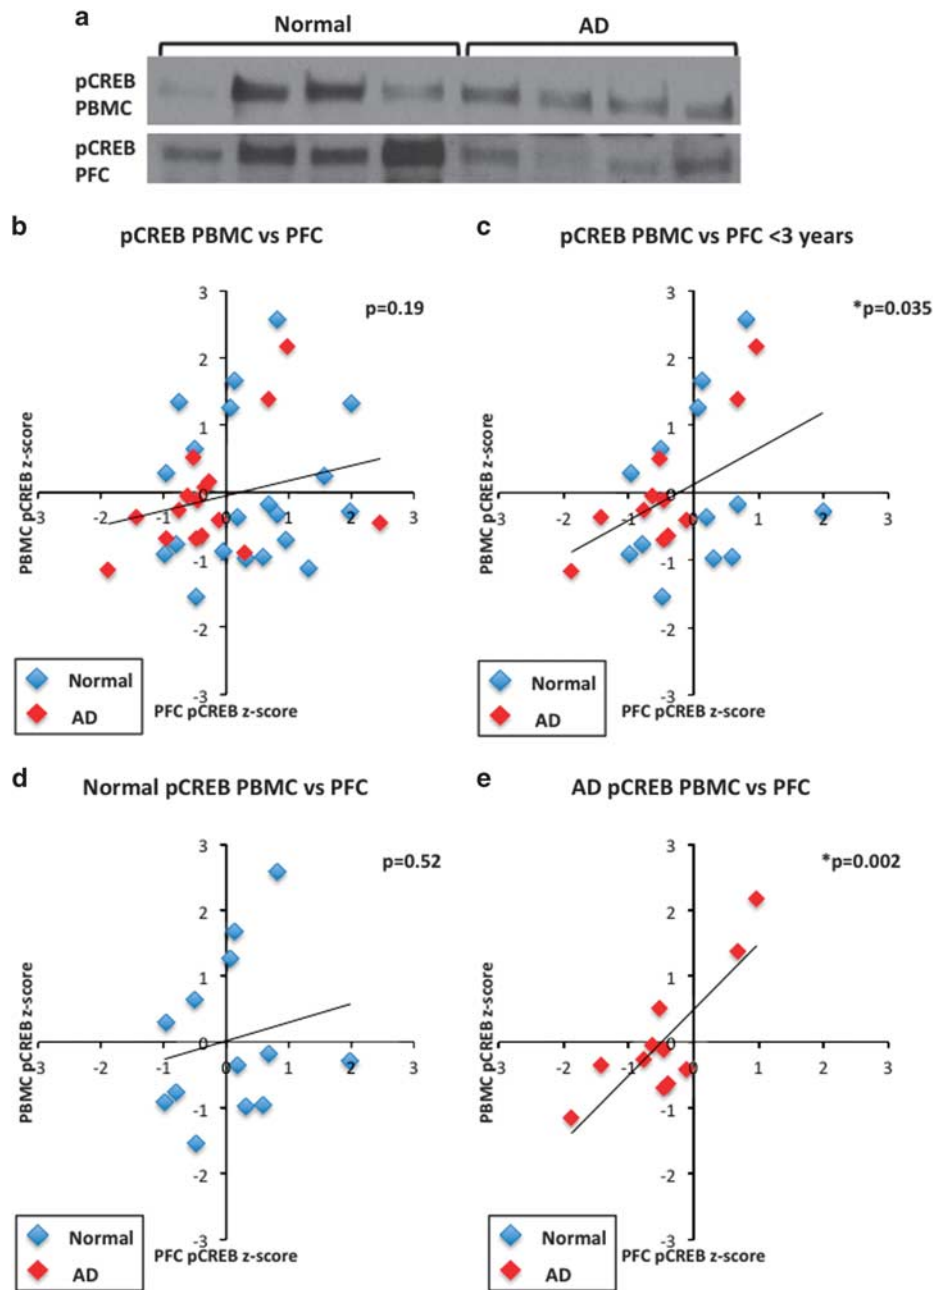 a
Normal AD
pCREB
PBMC
pCREB
PFC
b
pCREB PBMC vs PFC
p=0.19
3
2
1
0
-3 -2 -1 0 1 2 3
-1
-2
-3
PBMC pCREB z-score
PFC pCREB z-score
Normal
AD
c
pCREB PBMC vs PFC <3 years
*p=0.035
3
2
1
0
-3 -2 -1 0 1 2 3
-1
-2
-3
PBMC pCREB z-score
PFC pCREB z-score
Normal
AD
d
Normal pCREB PBMC vs PFC
p=0.52
3
2
1
0
-3 -2 -1 0 1 2 3
-1
-2
-3
PBMC pCREB z-score
PFC pCREB z-score
Normal
AD
e
AD pCREB PBMC vs PFC
*p=0.002
3
2
1
0
-3 -2 -1 0 1 2 3
-1
-2
-3
PBMC pCREB z-score
PFC pCREB z-score
Normal
AD